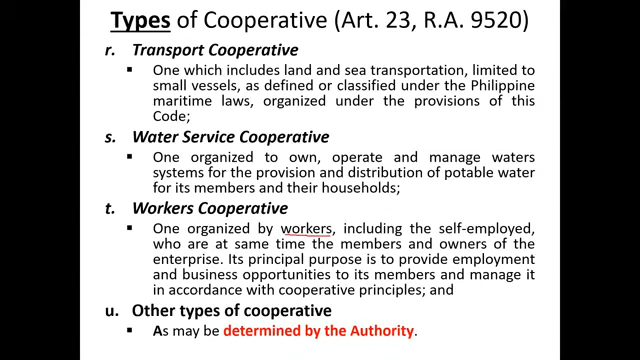 Types of Cooperative (Art. 23, R.A. 9520)
r. Transport Cooperative
▪ One which includes land and sea transportation, limited to
small vessels, as defined or classified under the Philippine
maritime laws, organized under the provisions of this
Code;
s. Water Service Cooperative
▪ One organized to own, operate and manage waters
systems for the provision and distribution of potable water
for its members and their households;
t. Workers Cooperative
▪ One organized by workers, including the self-employed,
who are at same time the members and owners of the
enterprise. Its principal purpose is to provide employment
and business opportunities to its members and manage it
in accordance with cooperative principles; and
u. Other types of cooperative
▪ As may be determined by the Authority.